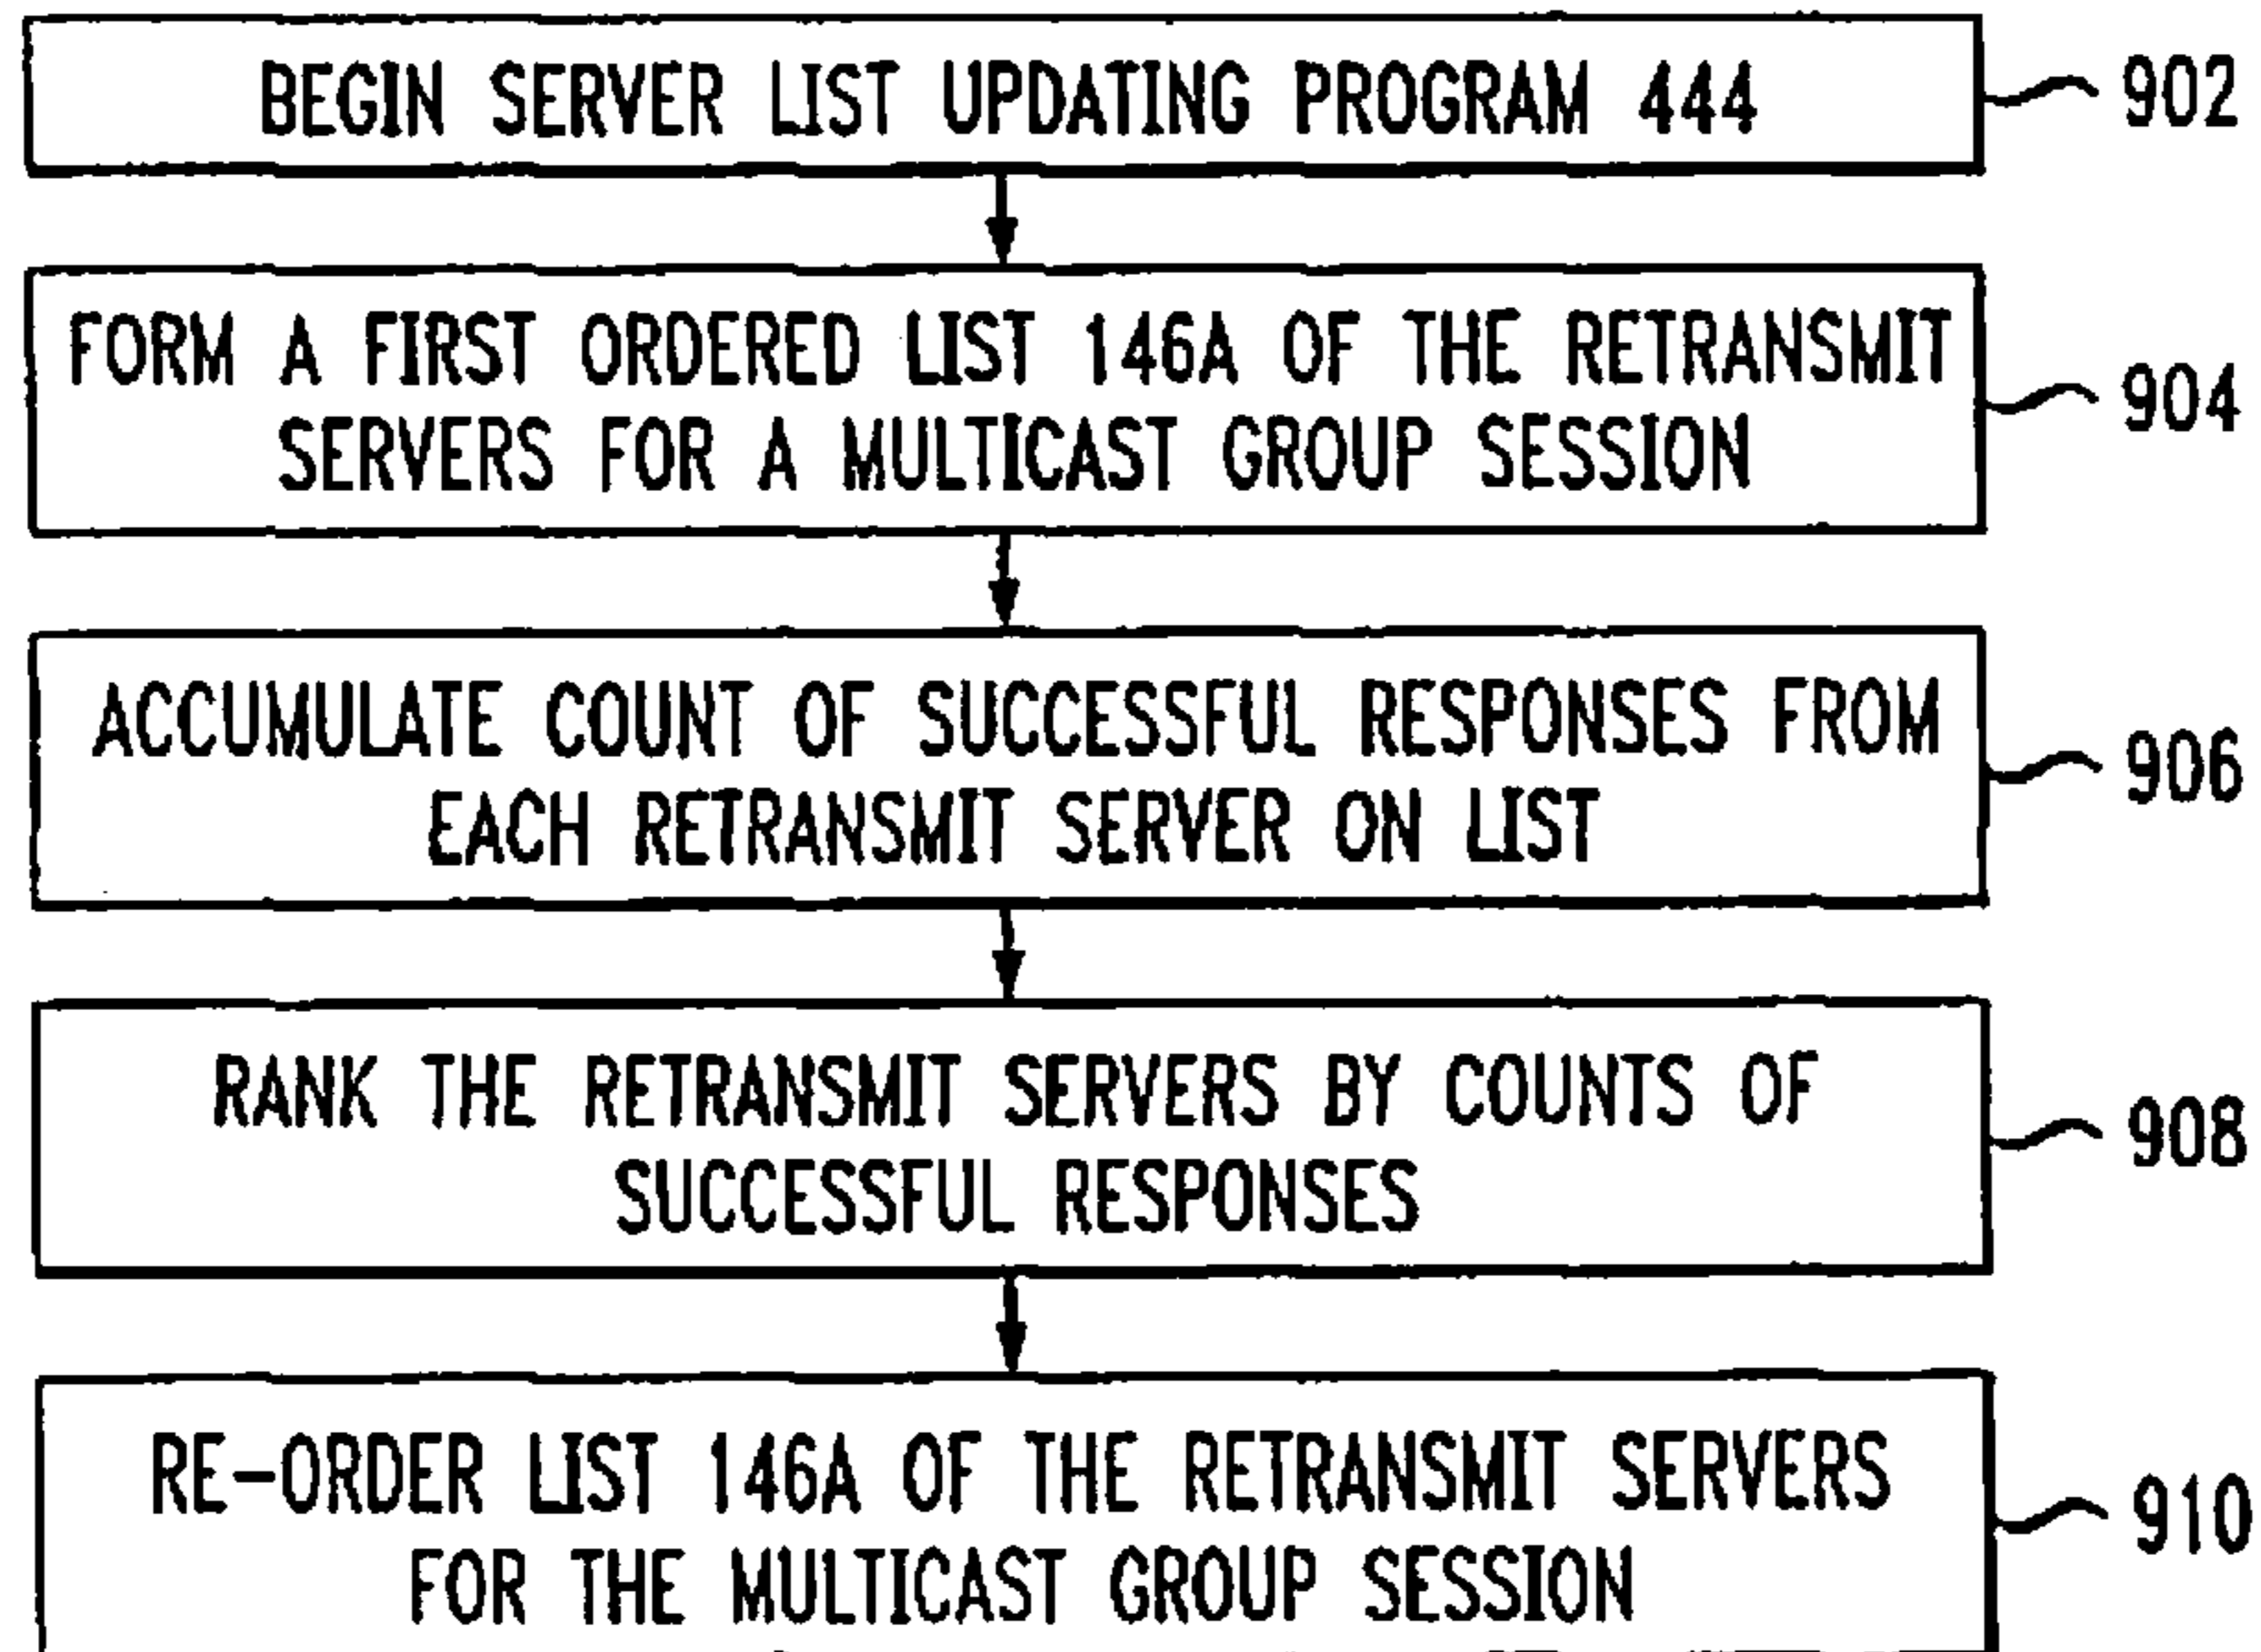 BEGIN SERVER LIST UPDATING PROGRAM 444
902
FORM A FIRST ORDERED LIST 146A OF THE RETRANSMIT
SERVERS FOR A MULTICAST GROUP SESSION
904
ACCUMULATE COUNT OF SUCCESSFUL RESPONSES FROM
EACH RETRANSMIT SERVER ON LIST
906
RANK THE RETRANSMIT SERVERS BY COUNTS OF
SUCCESSFUL RESPONSES
908
RE-ORDER LIST 146A OF THE RETRANSMIT SERVERS
FOR THE MULTICAST GROUP SESSION
910